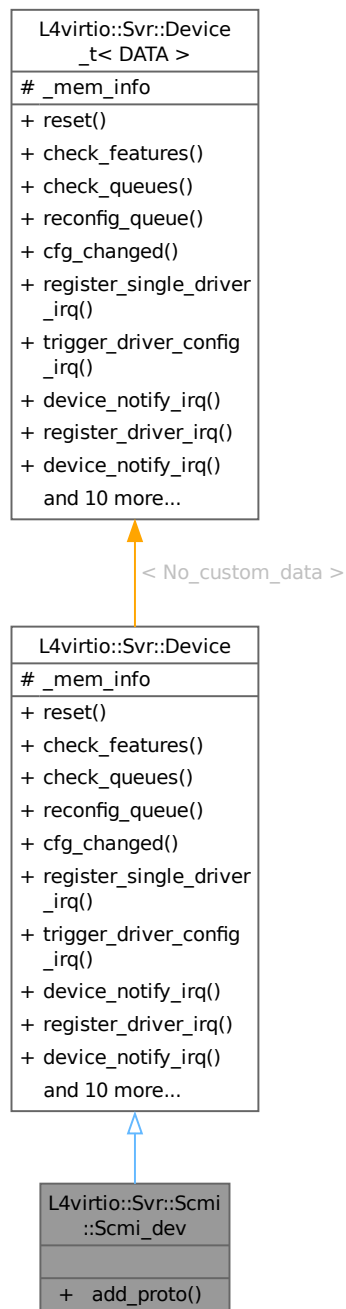 L4virtio::Svr::Device
_t< DATA >
# _mem_info
+ reset()
+ check_features()
+ check_queues()
+ reconfig_queue()
+ cfg_changed()
+ register_single_driver
_irq()
+ trigger_driver_config
_irq()
+ device_notify_irq()
+ register_driver_irq()
+ device_notify_irq()
and 10 more...
< No_custom_data >
L4virtio::Svr::Device
# _mem_info
+ reset()
+ check_features()
+ check_queues()
+ reconfig_queue()
+ cfg_changed()
+ register_single_driver
_irq()
+ trigger_driver_config
_irq()
+ device_notify_irq()
+ register_driver_irq()
+ device_notify_irq()
and 10 more...
L4virtio::Svr::Scmi
::Scmi_dev
+ add_proto()